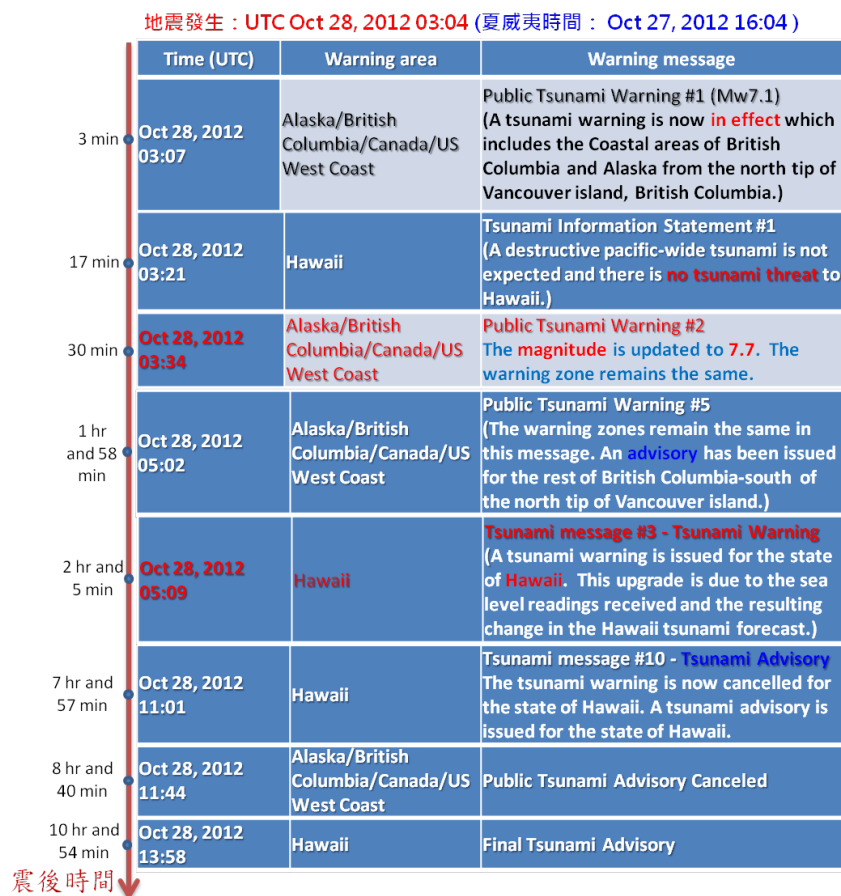 地震發生：UTC Oct 28, 2012 03:04 (夏威夷時間： Oct 27, 2012 16:04 )
Time (UTC)
Warning area
Warning message
3 min
Oct 28, 2012
03:07
Alaska/British
Columbia/Canada/US
West Coast
Public Tsunami Warning #1 (Mw7.1)
(A tsunami warning is now in effect which
includes the Coastal areas of British
Columbia and Alaska from the north tip of
Vancouver island, British Columbia.)
17 min
Oct 28, 2012
03:21
Hawaii
Tsunami Information Statement #1
(A destructive pacific-wide tsunami is not
expected and there is no tsunami threat to
Hawaii.)
30 min
Oct 28, 2012
03:34
Alaska/British
Columbia/Canada/US
West Coast
Public Tsunami Warning #2
The magnitude is updated to 7.7. The
warning zone remains the same.
1 hr
and 58
min
Oct 28, 2012
05:02
Alaska/British
Columbia/Canada/US
West Coast
Public Tsunami Warning #5
(The warning zones remain the same in
this message. An advisory has been issued
for the rest of British Columbia-south of
the north tip of Vancouver island.)
2 hr and
5 min
Oct 28, 2012
05:09
Hawaii
Tsunami message #3 - Tsunami Warning
(A tsunami warning is issued for the state
of Hawaii. This upgrade is due to the sea
level readings received and the resulting
change in the Hawaii tsunami forecast.)
7 hr and
57 min
Oct 28, 2012
11:01
Hawaii
Tsunami message #10 - Tsunami Advisory
The tsunami warning is now cancelled for
the state of Hawaii. A tsunami advisory is
issued for the state of Hawaii.
8 hr and
40 min
Oct 28, 2012
11:44
Alaska/British
Columbia/Canada/US
West Coast
Public Tsunami Advisory Canceled
10 hr and
54 min
Oct 28, 2012
13:58
Hawaii
Final Tsunami Advisory
震後時間